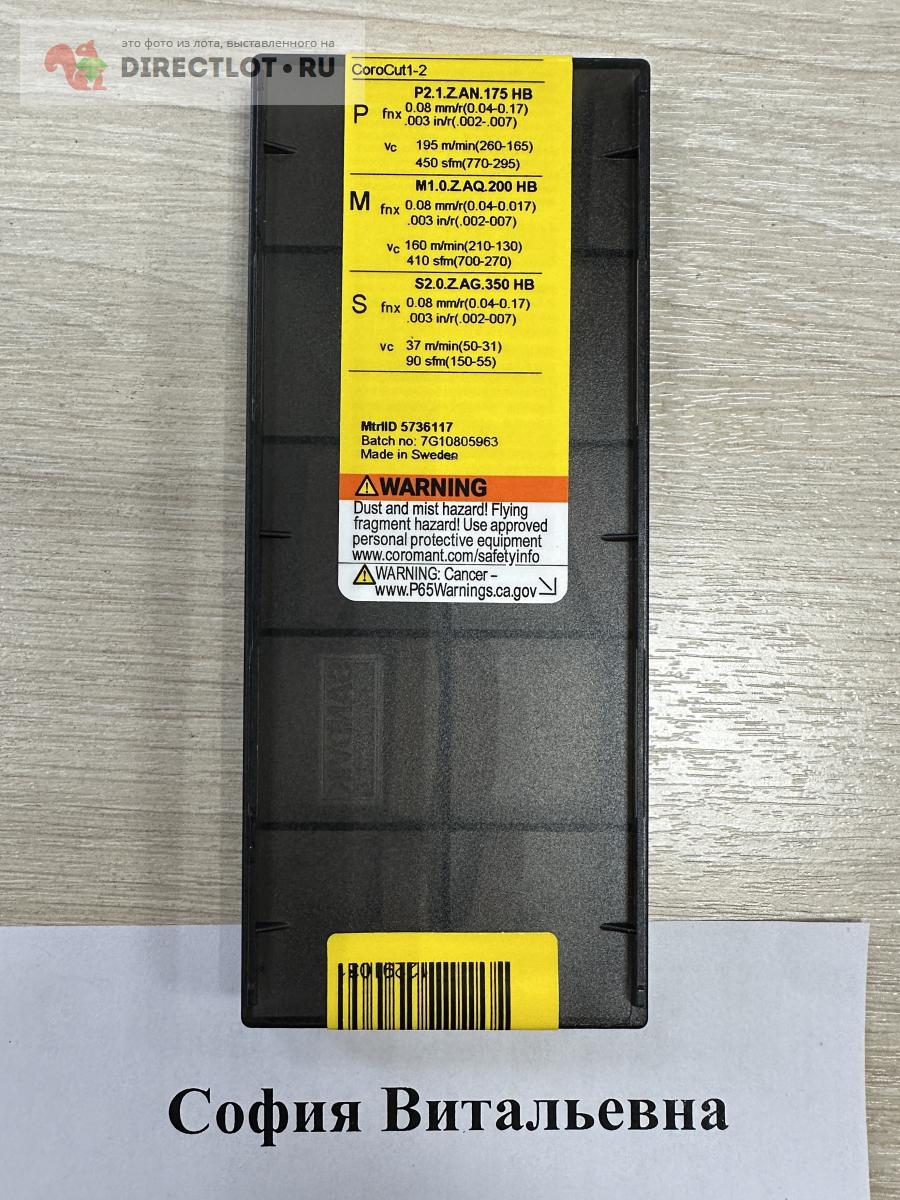 это фото из лота, выставленного на
DIRECTLOT•RU
CoroCut1-2
P2.1.Z.AN.175 HB
P fnx 0.08 mm/r(0.04-0.17)
.003 in/r(.002-.007)
vc 195 m/min(260-165)
450 sfm(770-295)
M1.0.Z.AQ.200 HB
M fnx 0.08 mm/r(0.04-0.017)
.003 in/r(.002-007)
vc 160 m/min(210-130)
410 sfm(700-270)
S2.0.Z.AG.350 HB
S fnx 0.08 mm/r(0.04-0.17)
.003 in/r(.002-007)
vc 37 m/min(50-31)
90 sfm(150-55)
MtrlID 5736117
Batch no: 7G10805963
Made in Sweden
WARNING
Dust and mist hazard! Flying
fragment hazard! Use approved
personal protective equipment
www.coromant.com/safetyinfo
WARNING: Cancer –
www.P65Warnings.ca.gov
София Витальевна